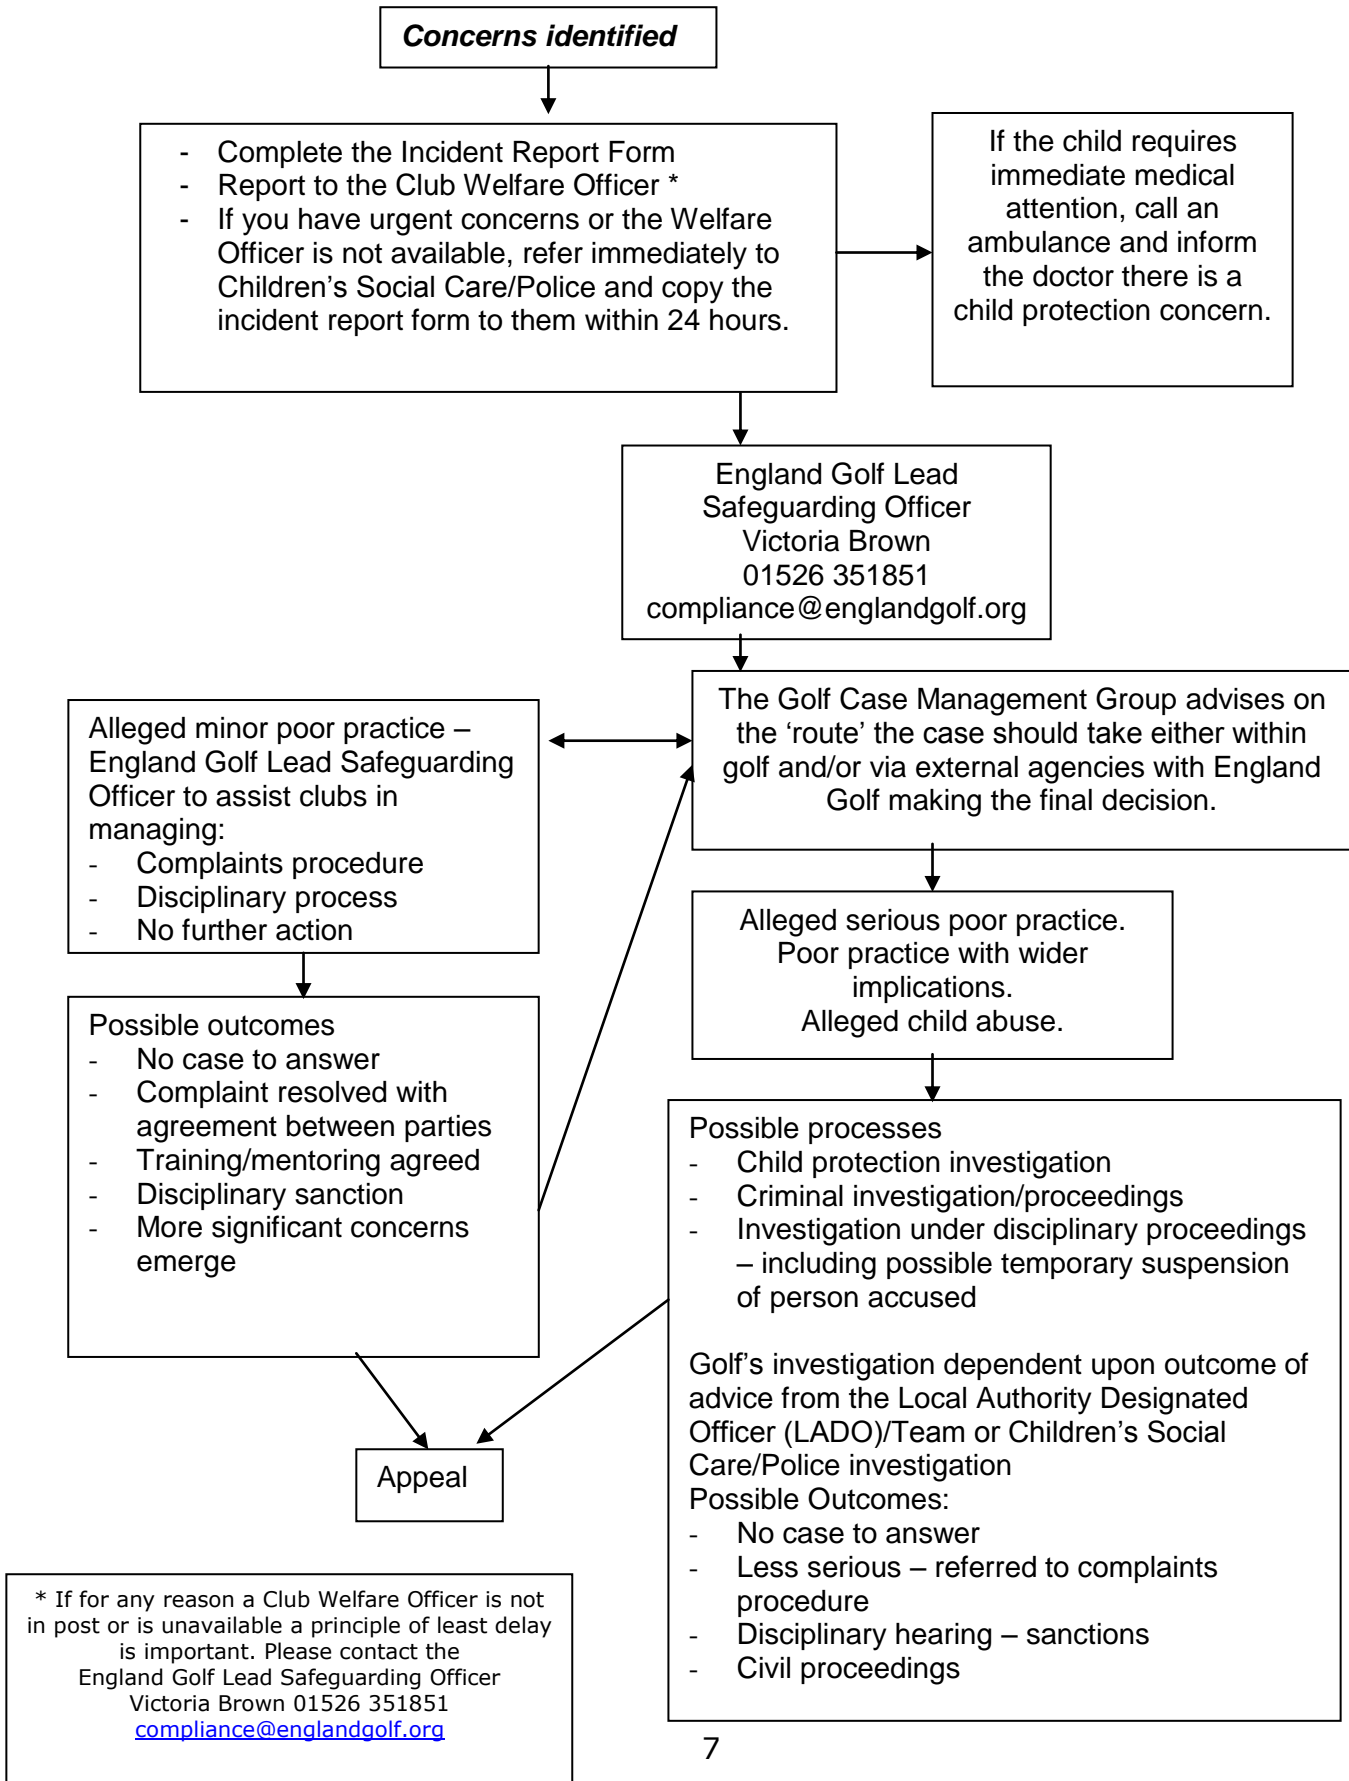 Concerns identified
- Complete the Incident Report Form
- Report to the Club Welfare Officer *
- If you have urgent concerns or the Welfare
Officer is not available, refer immediately to
Children’s Social Care/Police and copy the
incident report form to them within 24 hours.
If the child requires
immediate medical
attention, call an
ambulance and inform
the doctor there is a
child protection concern.
England Golf Lead
Safeguarding Officer
Victoria Brown
01526 351851
compliance@englandgolf.org
The Golf Case Management Group advises on
the ‘route’ the case should take either within
golf and/or via external agencies with England
Golf making the final decision.
Alleged minor poor practice –
England Golf Lead Safeguarding
Officer to assist clubs in
managing:
- Complaints procedure
- Disciplinary process
- No further action
Alleged serious poor practice.
Poor practice with wider
implications.
Alleged child abuse.
Possible outcomes
- No case to answer
- Complaint resolved with
agreement between parties
- Training/mentoring agreed
- Disciplinary sanction
- More significant concerns
emerge
Possible processes
- Child protection investigation
- Criminal investigation/proceedings
- Investigation under disciplinary proceedings
– including possible temporary suspension
of person accused
Golf’s investigation dependent upon outcome of
advice from the Local Authority Designated
Officer (LADO)/Team or Children’s Social
Care/Police investigation
Possible Outcomes:
- No case to answer
- Less serious – referred to complaints
procedure
- Disciplinary hearing – sanctions
- Civil proceedings
Appeal
* If for any reason a Club Welfare Officer is not
in post or is unavailable a principle of least delay
is important. Please contact the
England Golf Lead Safeguarding Officer
Victoria Brown 01526 351851
compliance@englandgolf.org
7